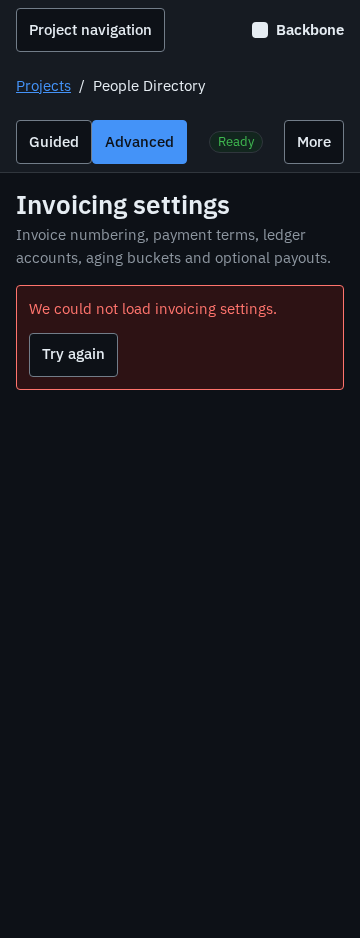 Project navigation
Backbone
Projects / People Directory
Guided
Advanced
Ready
More
Invoicing settings
Invoice numbering, payment terms, ledger
accounts, aging buckets and optional payouts.
We could not load invoicing settings.
Try again